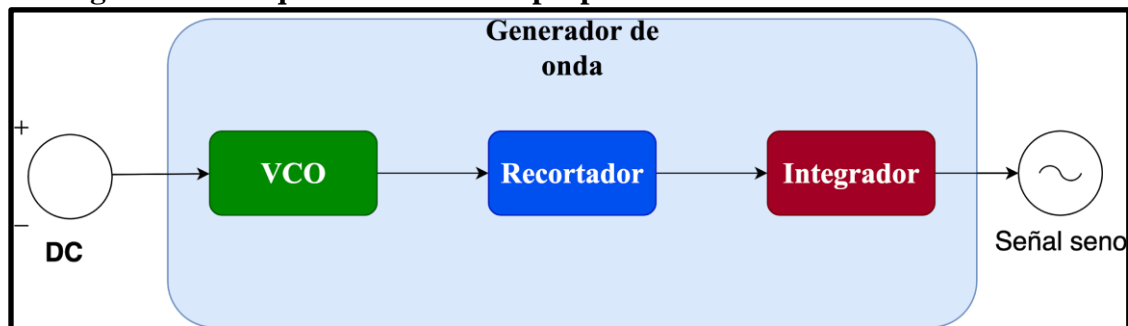 Generador de
onda
+
VCO
Recortador
Integrador
−
DC
Señal seno